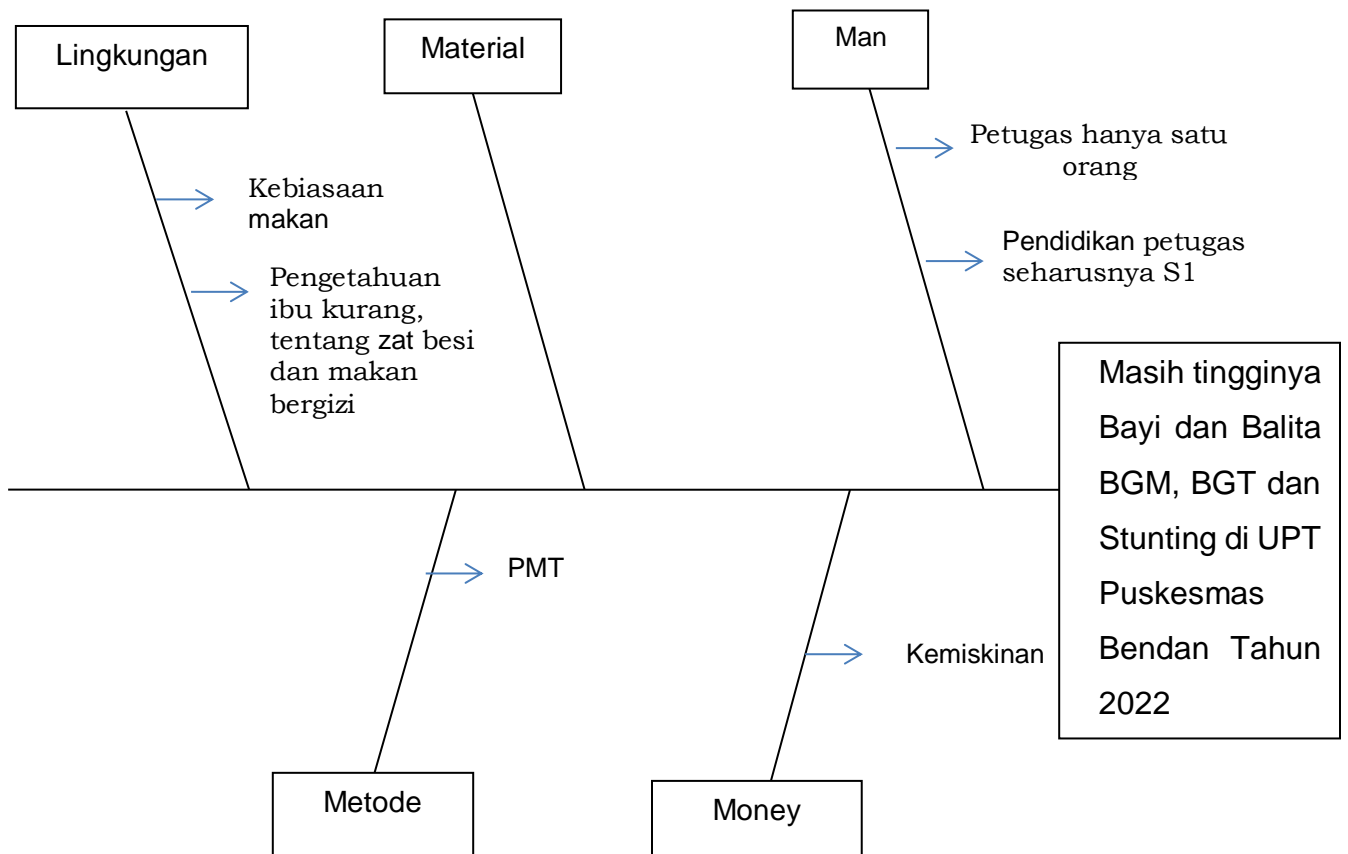 Lingkungan
Material
Man
Petugas hanya satu
orang
Kebiasaan
makan
Pendidikan petugas
seharusnya S1
Pengetahuan
ibu kurang,
tentang zat besi
dan makan
bergizi
Masih tingginya
Bayi dan Balita
BGM, BGT dan
Stunting di UPT
Puskesmas
Bendan Tahun
2022
PMT
Kemiskinan
Metode
Money